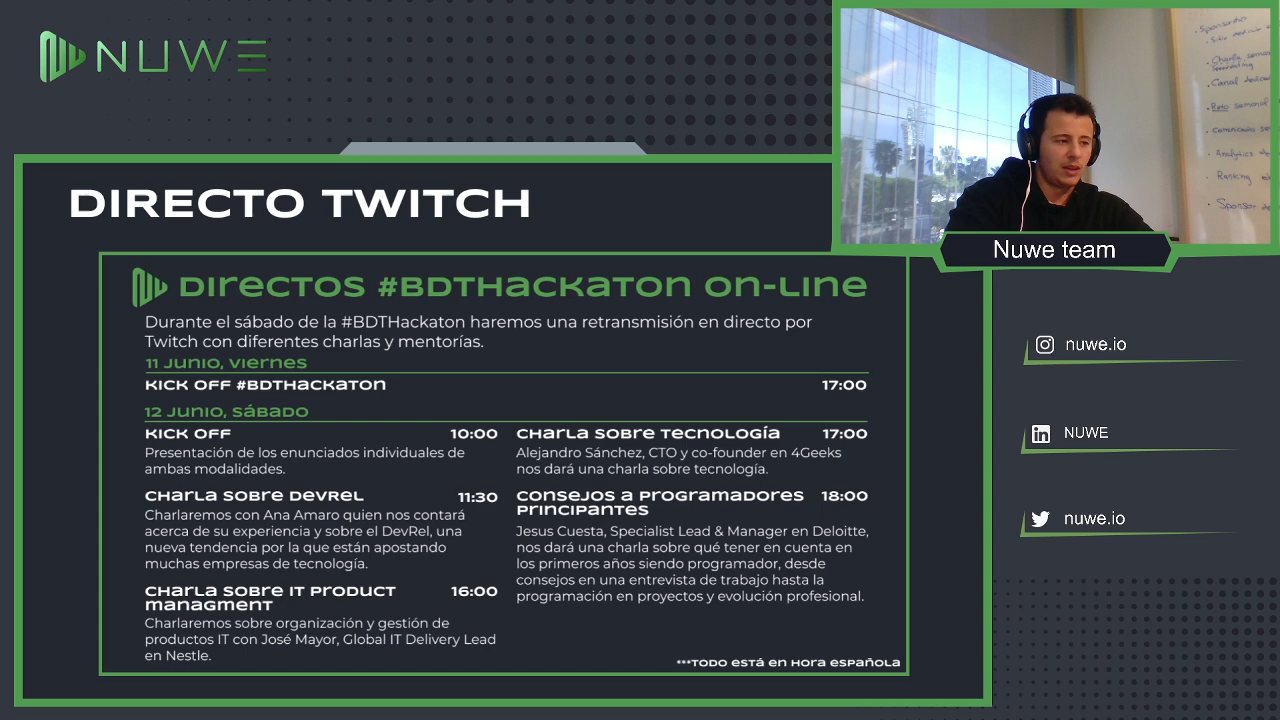 NUWE
DIRECTO TWITCH
Directos #BDTHackaton on-line
Durante el sábado de la #BDTHackaton haremos una retransmisión en directo por
Twitch con diferentes charlas y mentorías.
11 Junio, viernes
Kick off #BDTHackaton 17:00
12 Junio, sábado
Kick off 10:00
Presentación de los enunciados individuales de
ambas modalidades.
Charla sobre DevRel 11:30
Charlaremos con Ana Amaro quien nos contará
acerca de su experiencia y sobre el DevRel, una
nueva tendencia por la que están apostando
muchas empresas de tecnología.
Charla sobre IT Product 16:00
managment
Charlaremos sobre organización y gestión de
productos IT con José Mayor, Global IT Delivery Lead
en Nestle.
Charla sobre tecnología 17:00
Alejandro Sánchez, CTO y co-founder en 4Geeks
nos dará una charla sobre tecnología.
Consejos a programadores 18:00
principantes
Jesus Cuesta, Specialist Lead & Manager en Deloitte,
nos dará una charla sobre qué tener en cuenta en
los primeros años siendo programador, desde
consejos en una entrevista de trabajo hasta la
programación en proyectos y evolución profesional.
***Todo está en hora española
Sponsor
Charla
Canal
Reto semanal
Analytics
Ranking
Sponsor
Nuwe team
nuwe.io
NUWE
nuwe.io